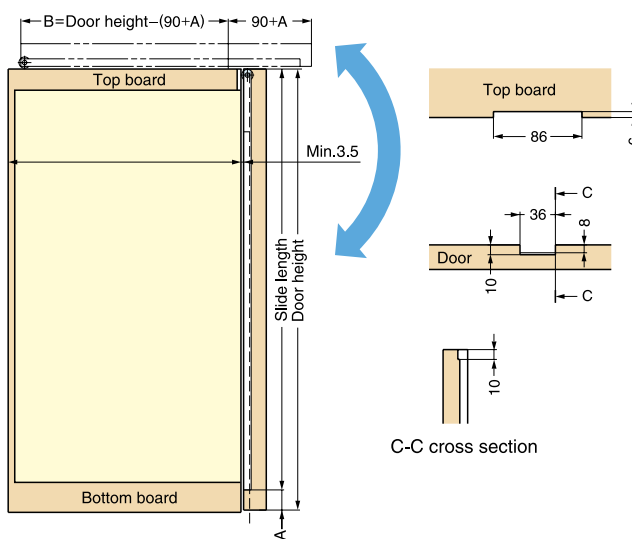 B=Door height–(90+A)
90+A
Top board
Min.3.5
Slide length
Door height
Bottom board
A
Top board
86
C
36
8
Door
10
C
10
C-C cross section